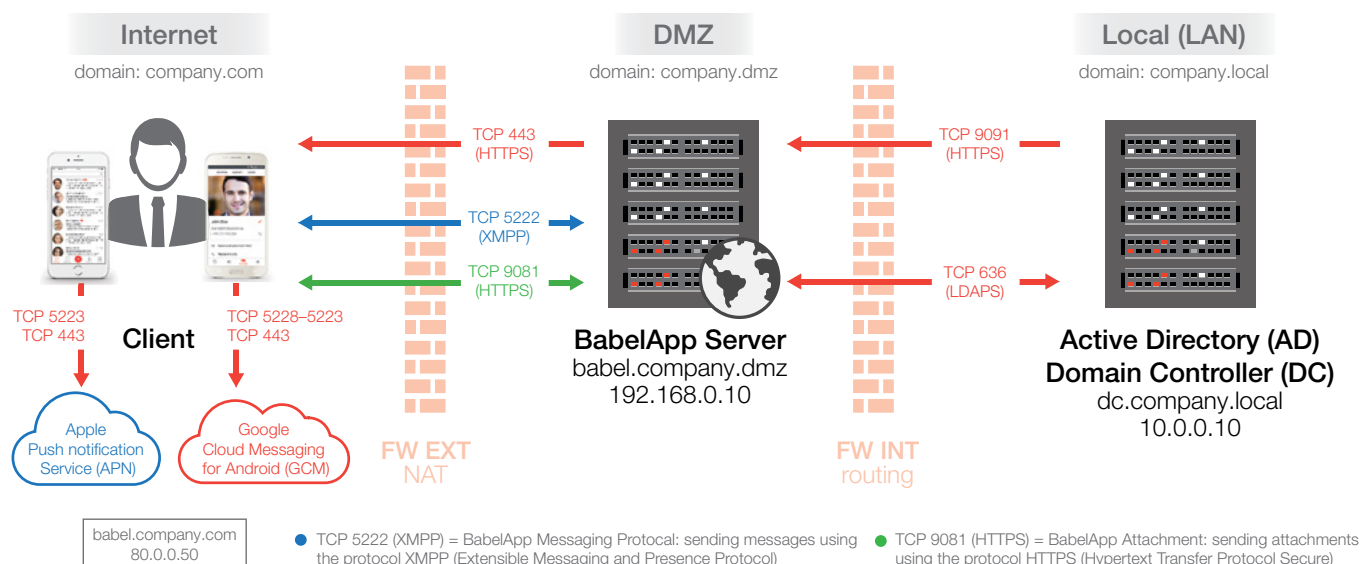 Internet
domain: company.com
DMZ
domain: company.dmz
Local (LAN)
domain: company.local
TCP 443
(HTTPS)
TCP 9091
(HTTPS)
TCP 5222
(XMPP)
TCP 9081
(HTTPS)
TCP 636
(LDAPS)
TCP 5223
TCP 443
Client
TCP 5228–5223
TCP 443
BabelApp Server
babel.company.dmz
192.168.0.10
Active Directory (AD)
Domain Controller (DC)
dc.company.local
10.0.0.10
Apple
Push notification
Service (APN)
Google
Cloud Messaging
for Android (GCM)
FW EXT
NAT
FW INT
routing
babel.company.com
80.0.0.50
TCP 5222 (XMPP) = BabelApp Messaging Protocal: sending messages using
the protocol XMPP (Extensible Messaging and Presence Protocol)
TCP 9081 (HTTPS) = BabelApp Attachment: sending attachments
using the protocol HTTPS (Hypertext Transfer Protocol Secure)